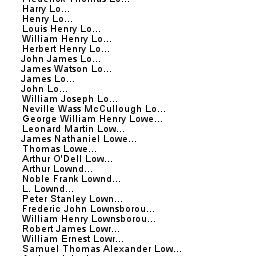 Frederick Thomas Lo...
Harry Lo...
Henry Lo...
Louis Henry Lo...
William Henry Lo...
Herbert Henry Lo...
John James Lo...
James Watson Lo...
James Lo...
John Lo...
William Joseph Lo...
Neville Wass McCullough Lo...
George William Henry Lowe...
Leonard Martin Low...
James Nathaniel Lowe...
Thomas Lowe...
Arthur O'Dell Low...
Arthur Lownd...
Noble Frank Lownd...
L. Lownd...
Peter Stanley Lown...
Frederic John Lownsborou...
William Henry Lownsborou...
Robert James Lowr...
William Ernest Lowr...
Samuel Thomas Alexander Low...